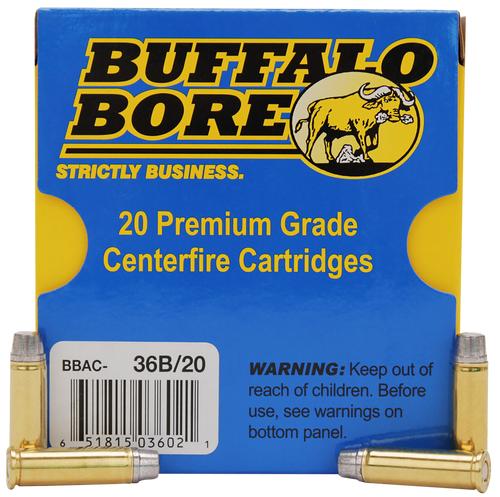 BUFFALO
BORE
STRICTLY BUSINESS.
20 Premium Grade
Centerfire Cartridges
BBAC- 36B/20
6 51815 03602 1
WARNING: Keep out of
reach of children. Before
use, see warnings on
bottom panel.